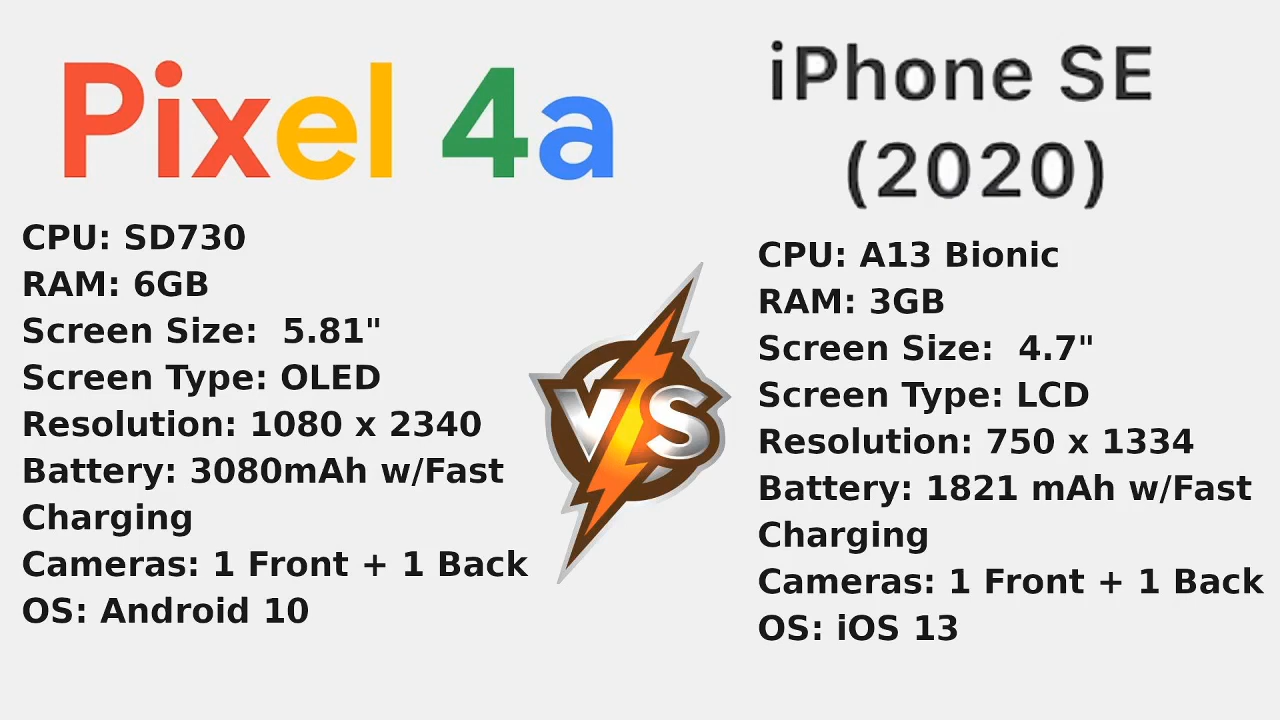 Pixel 4a
CPU: SD730
RAM: 6GB
Screen Size:  5.81"
Screen Type: OLED
Resolution: 1080 x 2340
Battery: 3080mAh w/Fast
Charging
Cameras: 1 Front + 1 Back
OS: Android 10
VS
iPhone SE
(2020)
CPU: A13 Bionic
RAM: 3GB
Screen Size:  4.7"
Screen Type: LCD
Resolution: 750 x 1334
Battery: 1821 mAh w/Fast
Charging
Cameras: 1 Front + 1 Back
OS: iOS 13